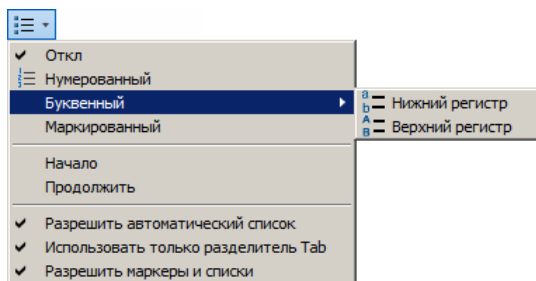 Откл
Нумерованный
Буквенный
Нижний регистр
Маркированный
Верхний регистр
Начало
Продолжить
Разрешить автоматический список
Использовать только разделитель Tab
Разрешить маркеры и списки